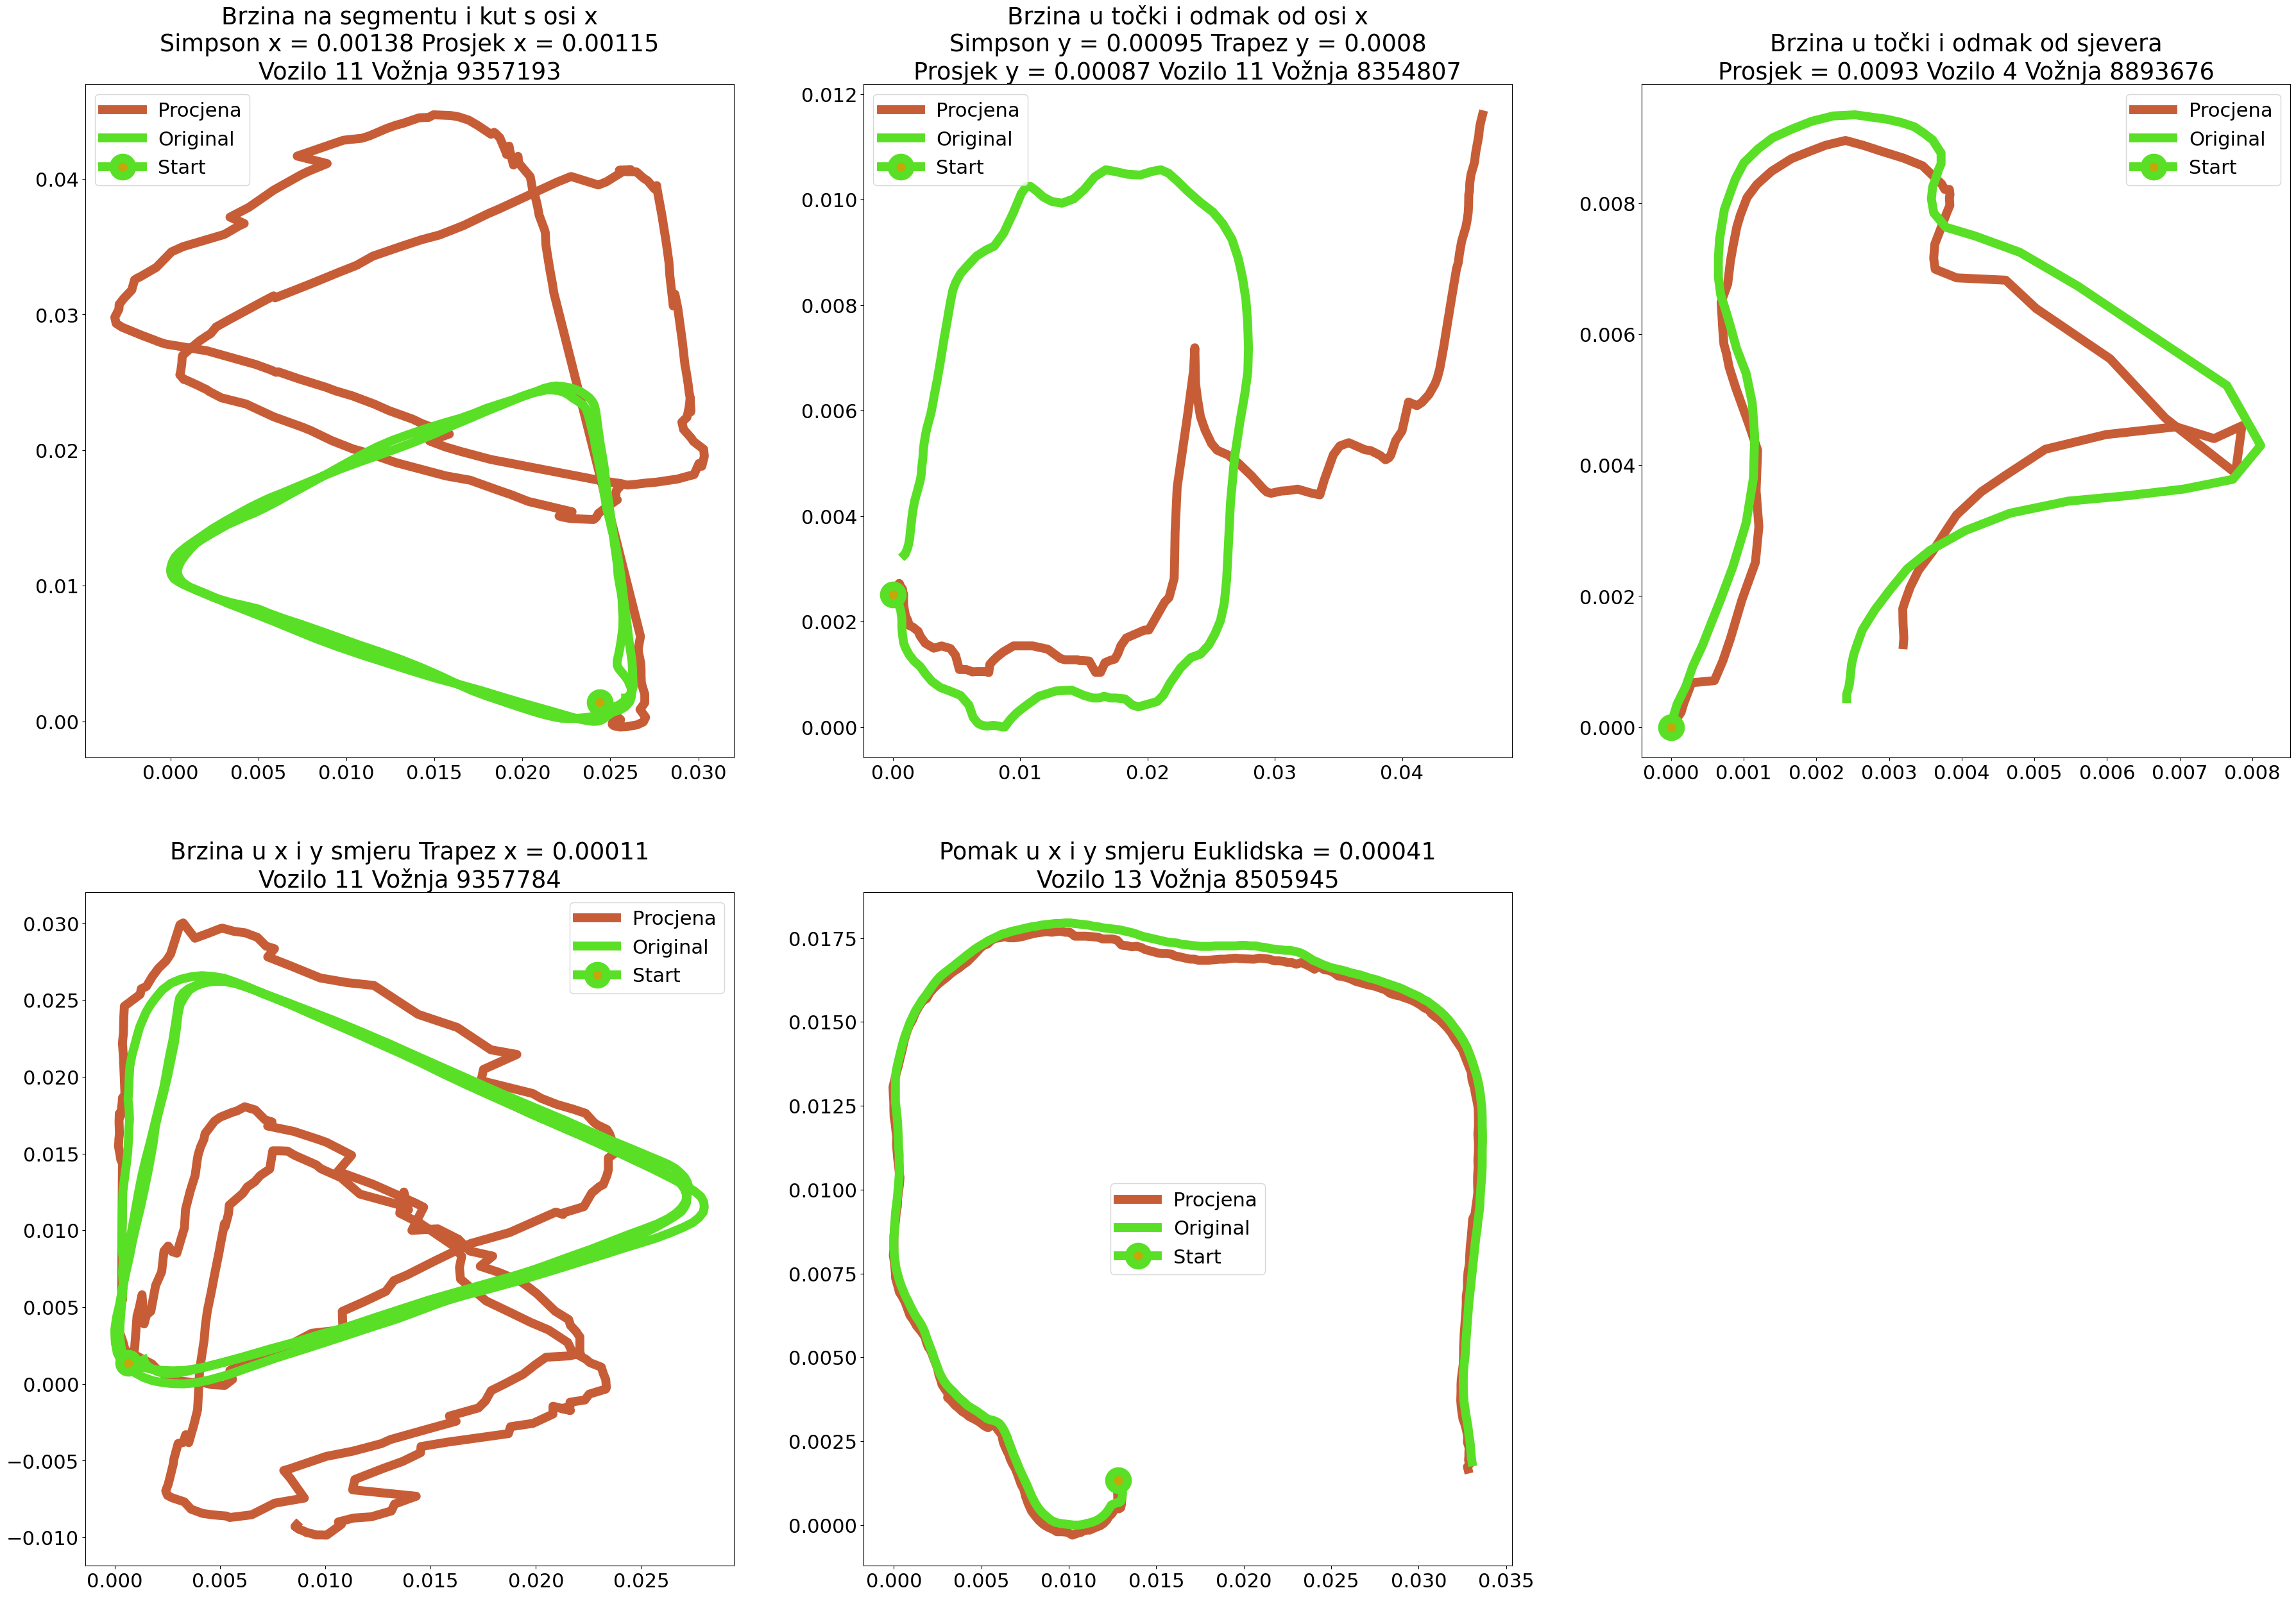 Brzina na segmentu i kut s osi x
Simpson x = 0.00138 Prosjek x = 0.00115
Vozilo 11 Vožnja 9357193
Procjena
Original
Start
0.04
0.03
0.02
0.01
0.00
0.000 0.005 0.010 0.015 0.020 0.025 0.030
Brzina u točki i odmak od osi x
Simpson y = 0.00095 Trapez y = 0.0008
Prosjek y = 0.00087 Vozilo 11 Vožnja 8354807
Procjena
Original
Start
0.012
0.010
0.008
0.006
0.004
0.002
0.000
0.00 0.01 0.02 0.03 0.04
Brzina u točki i odmak od sjevera
Prosjek = 0.0093 Vozilo 4 Vožnja 8893676
Procjena
Original
Start
0.008
0.006
0.004
0.002
0.000
0.000 0.001 0.002 0.003 0.004 0.005 0.006 0.007 0.008
Brzina u x i y smjeru Trapez x = 0.00011
Vozilo 11 Vožnja 9357784
Procjena
Original
Start
0.030
0.025
0.020
0.015
0.010
0.005
0.000
−0.005
−0.010
0.000 0.005 0.010 0.015 0.020 0.025
Pomak u x i y smjeru Euklidska = 0.00041
Vozilo 13 Vožnja 8505945
Procjena
Original
Start
0.0175
0.0150
0.0125
0.0100
0.0075
0.0050
0.0025
0.0000
0.000 0.005 0.010 0.015 0.020 0.025 0.030 0.035